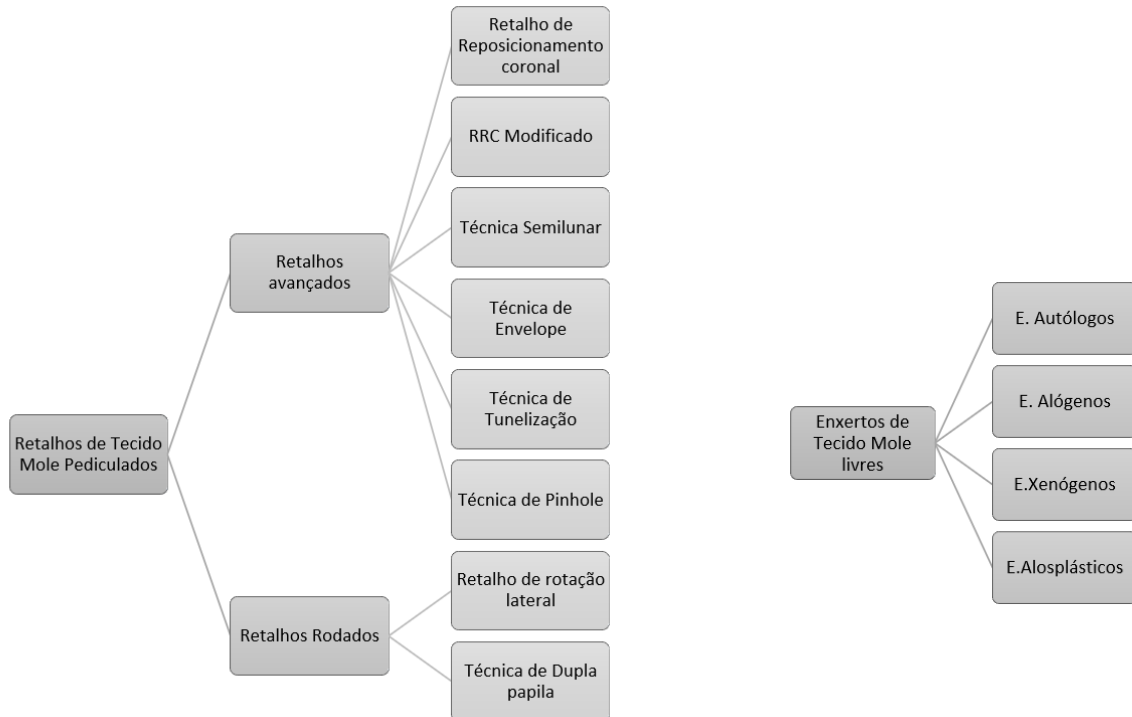 Retalhos de Tecido
Mole Pediculados
Retalhos
avançados
Retalho de
Reposicionamento
coronal
RRC Modificado
Técnica Semilunar
Técnica de
Envelope
Técnica de
Tunelização
Técnica de Pinhole
Retalhos Rodados
Retalho de rotação
lateral
Técnica de Dupla
papila
Enxertos de
Tecido Mole
livres
E. Autólogos
E. Alógenos
E.Xenógenos
E.Alosplásticos